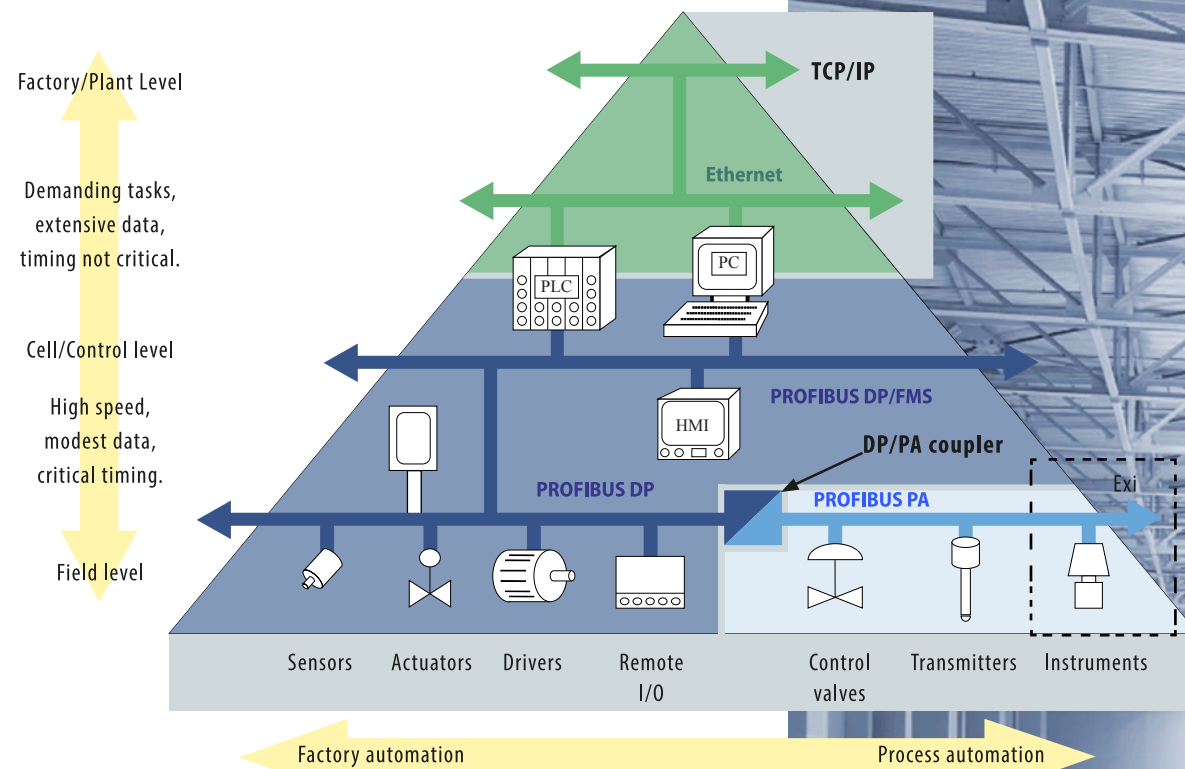 Factory/Plant Level
TCP/IP
Demanding tasks,
extensive data,
timing not critical.
Ethernet
PLC
PC
Cell/Control level
High speed,
modest data,
critical timing.
PROFIBUS DP/FMS
HMI
DP/PA coupler
PROFIBUS DP
PROFIBUS PA
Exi
Field level
Sensors
Actuators
Drivers
Remote
I/O
Control
valves
Transmitters
Instruments
Factory automation
Process automation